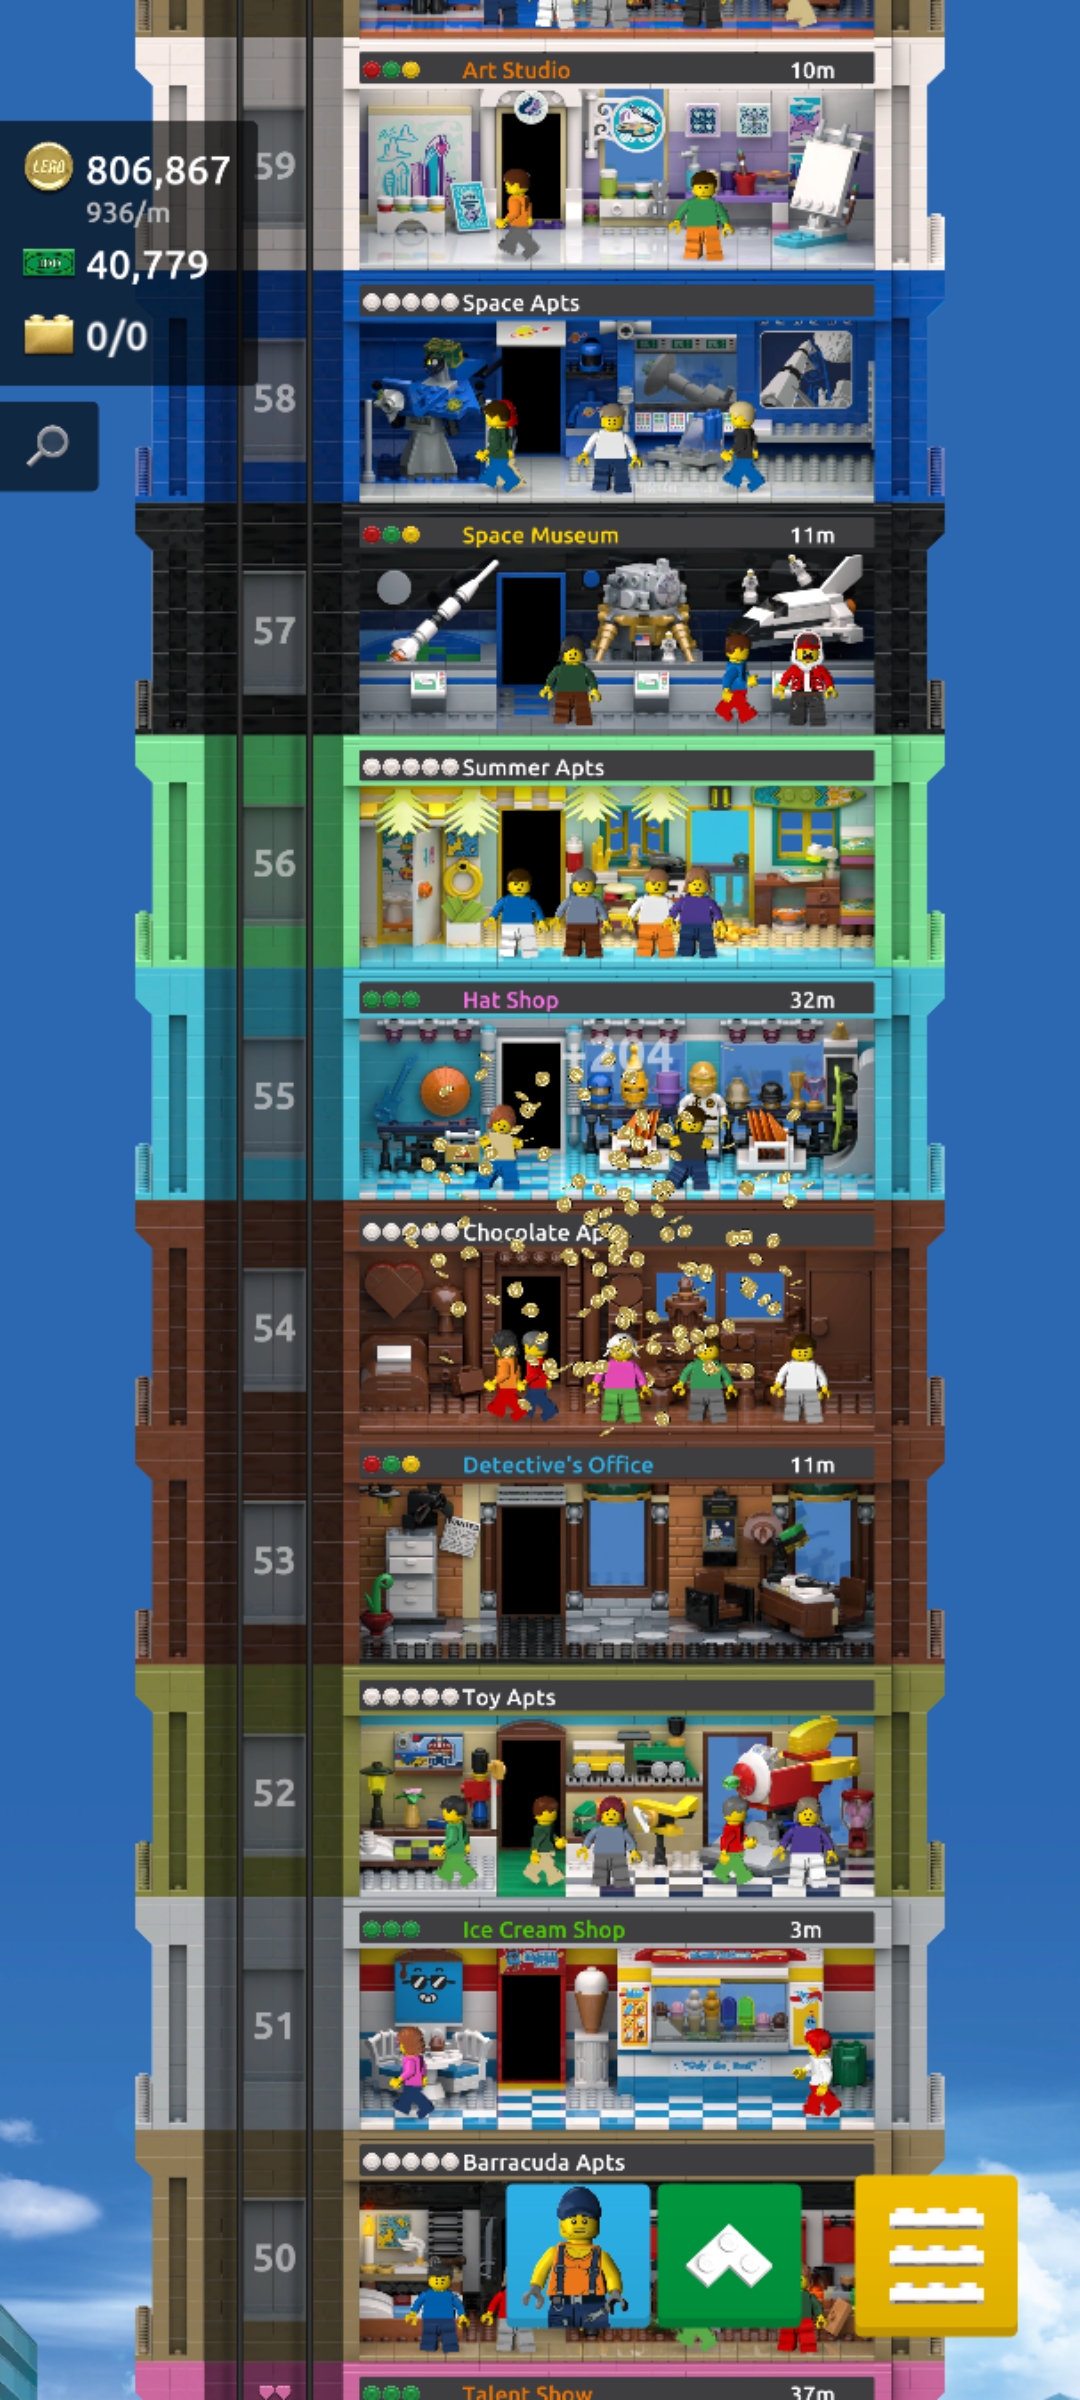 Art Studio 10m
59
LEGO 806,867
936/m
40,779
0/0
Space Apts
58
Space Museum 11m
57
Summer Apts
56
Hat Shop 32m
+204
55
Chocolate Ap
54
Detective's Office 11m
WANTED
53
Toy Apts
52
Ice Cream Shop 3m
51
Barracuda Apts
50
Talent Show 37m